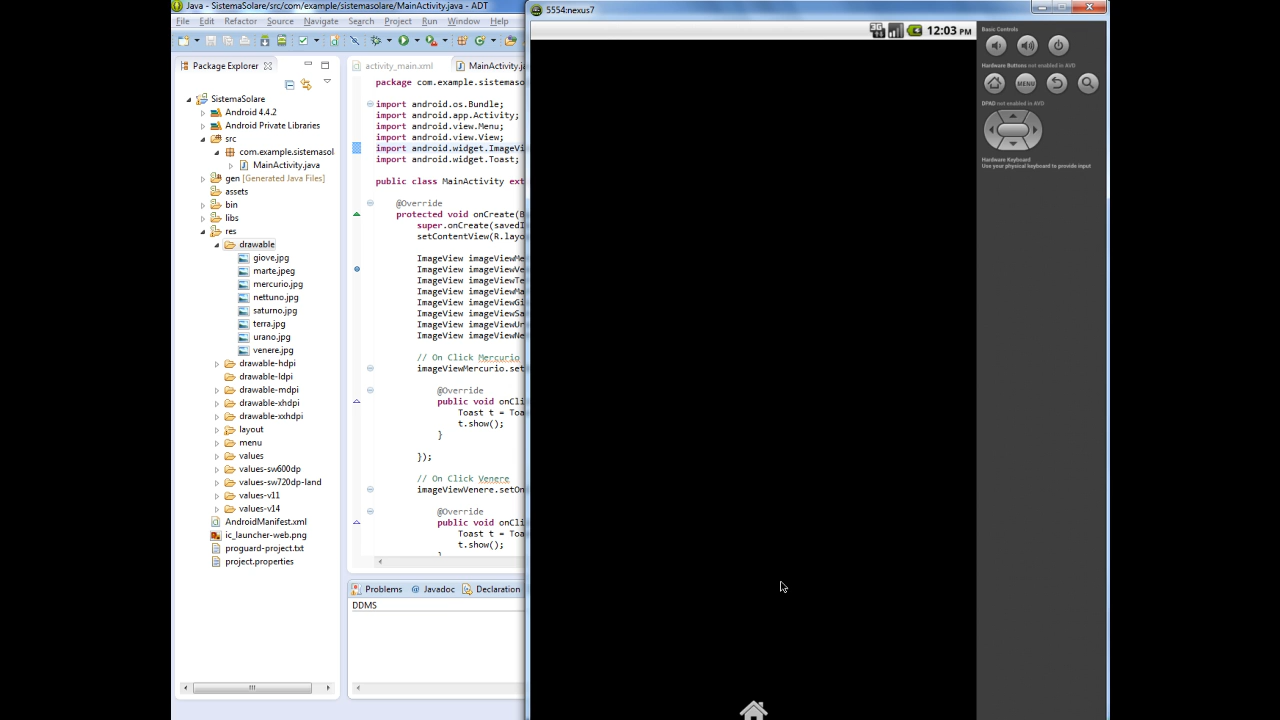 Java - SistemaSolare/src/com/example/sistemasolare/MainActivity.java - ADT
File Edit Refactor Source Navigate Search Project Run Window Help
Package Explorer
SistemaSolare
Android 4.4.2
Android Private Libraries
src
com.example.sistemasol
MainActivity.java
gen [Generated Java Files]
assets
bin
libs
res
drawable
giove.jpg
marte.jpeg
mercurio.jpg
nettuno.jpg
saturno.jpg
terra.jpg
urano.jpg
venere.jpg
drawable-hdpi
drawable-ldpi
drawable-mdpi
drawable-xhdpi
drawable-xxhdpi
layout
menu
values
values-sw600dp
values-sw720dp-land
values-v11
values-v14
AndroidManifest.xml
ic_launcher-web.png
proguard-project.txt
project.properties
activity_main.xml MainActivity.ja
package com.example.sistemaso
import android.os.Bundle;
import android.app.Activity;
import android.view.Menu;
import android.view.View;
import android.widget.ImageVi
import android.widget.Toast;
public class MainActivity ext
@Override
protected void onCreate(B
super.onCreate(savedI
setContentView(R.layo
ImageView imageViewMe
ImageView imageViewVe
ImageView imageViewTe
ImageView imageViewMa
ImageView imageViewGi
ImageView imageViewSa
ImageView imageViewUr
ImageView imageViewNe
// On Click Mercurio
imageViewMercurio.set
@Override
public void onCli
Toast t = Toa
t.show();
}
});
// On Click Venere
imageViewVenere.setOn
@Override
public void onCli
Toast t = Toa
t.show();
}
Problems @ Javadoc Declaration
DDMS
5554:nexus7
3G 12:03 PM
Basic Controls
Hardware Buttons not enabled in AVD
MENU
DPAD not enabled in AVD
Hardware Keyboard
Use your physical keyboard to provide input